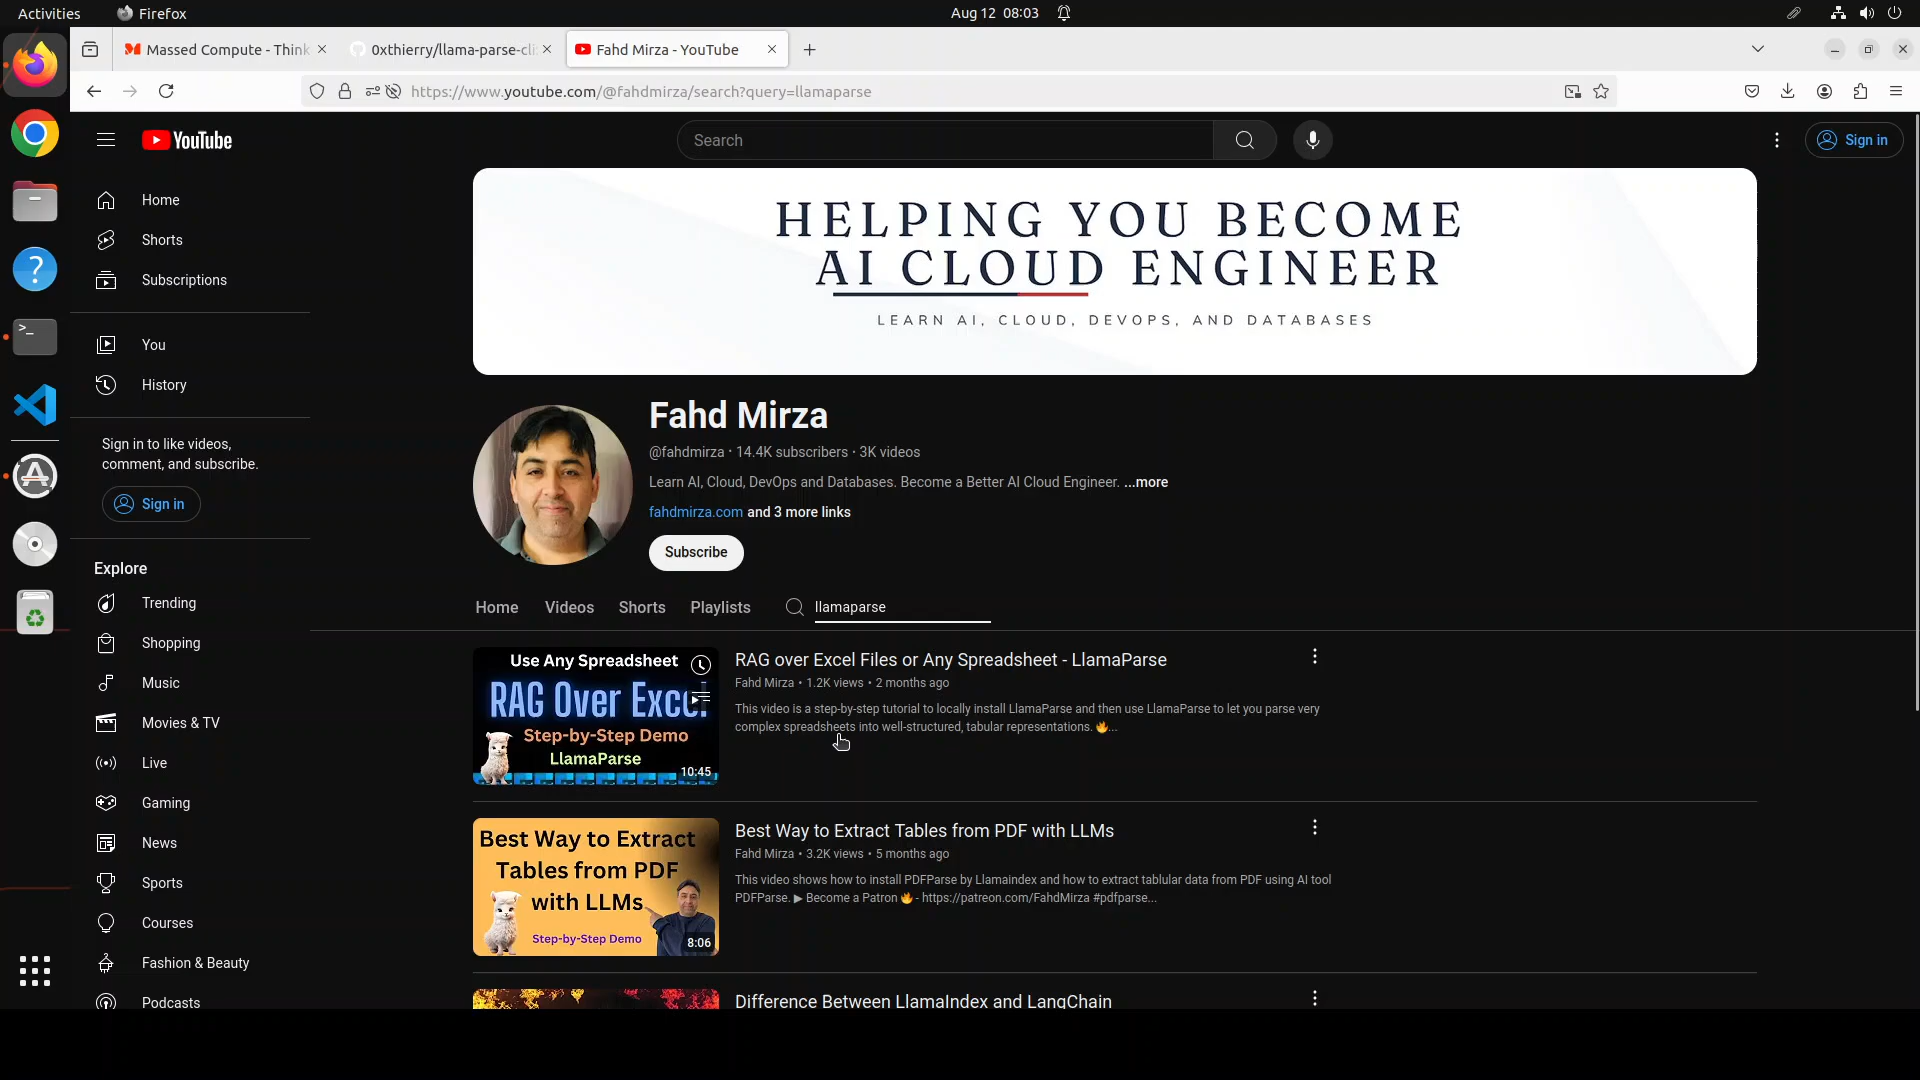 Activities
Firefox
Aug 12 08:03
Massed Compute - Think
0xthierry/llama-parse-cli
Fahd Mirza - YouTube
https://www.youtube.com/@fahdmirza/search?query=llamaparse
YouTube
Search
Sign in
Home
Shorts
Subscriptions
You
History
Sign in to like videos,
comment, and subscribe.
Sign in
Explore
Trending
Shopping
Music
Movies & TV
Live
Gaming
News
Sports
Courses
Fashion & Beauty
Podcasts
HELPING YOU BECOME
AI CLOUD ENGINEER
LEARN AI, CLOUD, DEVOPS, AND DATABASES
Fahd Mirza
@fahdmirza • 14.4K subscribers • 3K videos
Learn AI, Cloud, DevOps and Databases. Become a Better AI Cloud Engineer. ...more
fahdmirza.com and 3 more links
Subscribe
Home
Videos
Shorts
Playlists
llamaparse
Use Any Spreadsheet
RAG Over Excel
Step-by-Step Demo
LlamaParse
10:45
RAG over Excel Files or Any Spreadsheet - LlamaParse
Fahd Mirza • 1.2K views • 2 months ago
This video is a step-by-step tutorial to locally install LlamaParse and then use LlamaParse to let you parse very
complex spreadsheets into well-structured, tabular representations. 🔥...
Best Way to Extract
Tables from PDF
with LLMs
Step-by-Step Demo
8:06
Best Way to Extract Tables from PDF with LLMs
Fahd Mirza • 3.2K views • 5 months ago
This video shows how to install PDFParse by Llamaindex and how to extract tablular data from PDF using AI tool
PDFParse. ▶ Become a Patron 🔥 - https://patreon.com/FahdMirza #pdfparse...
Difference Between LlamaIndex and LangChain